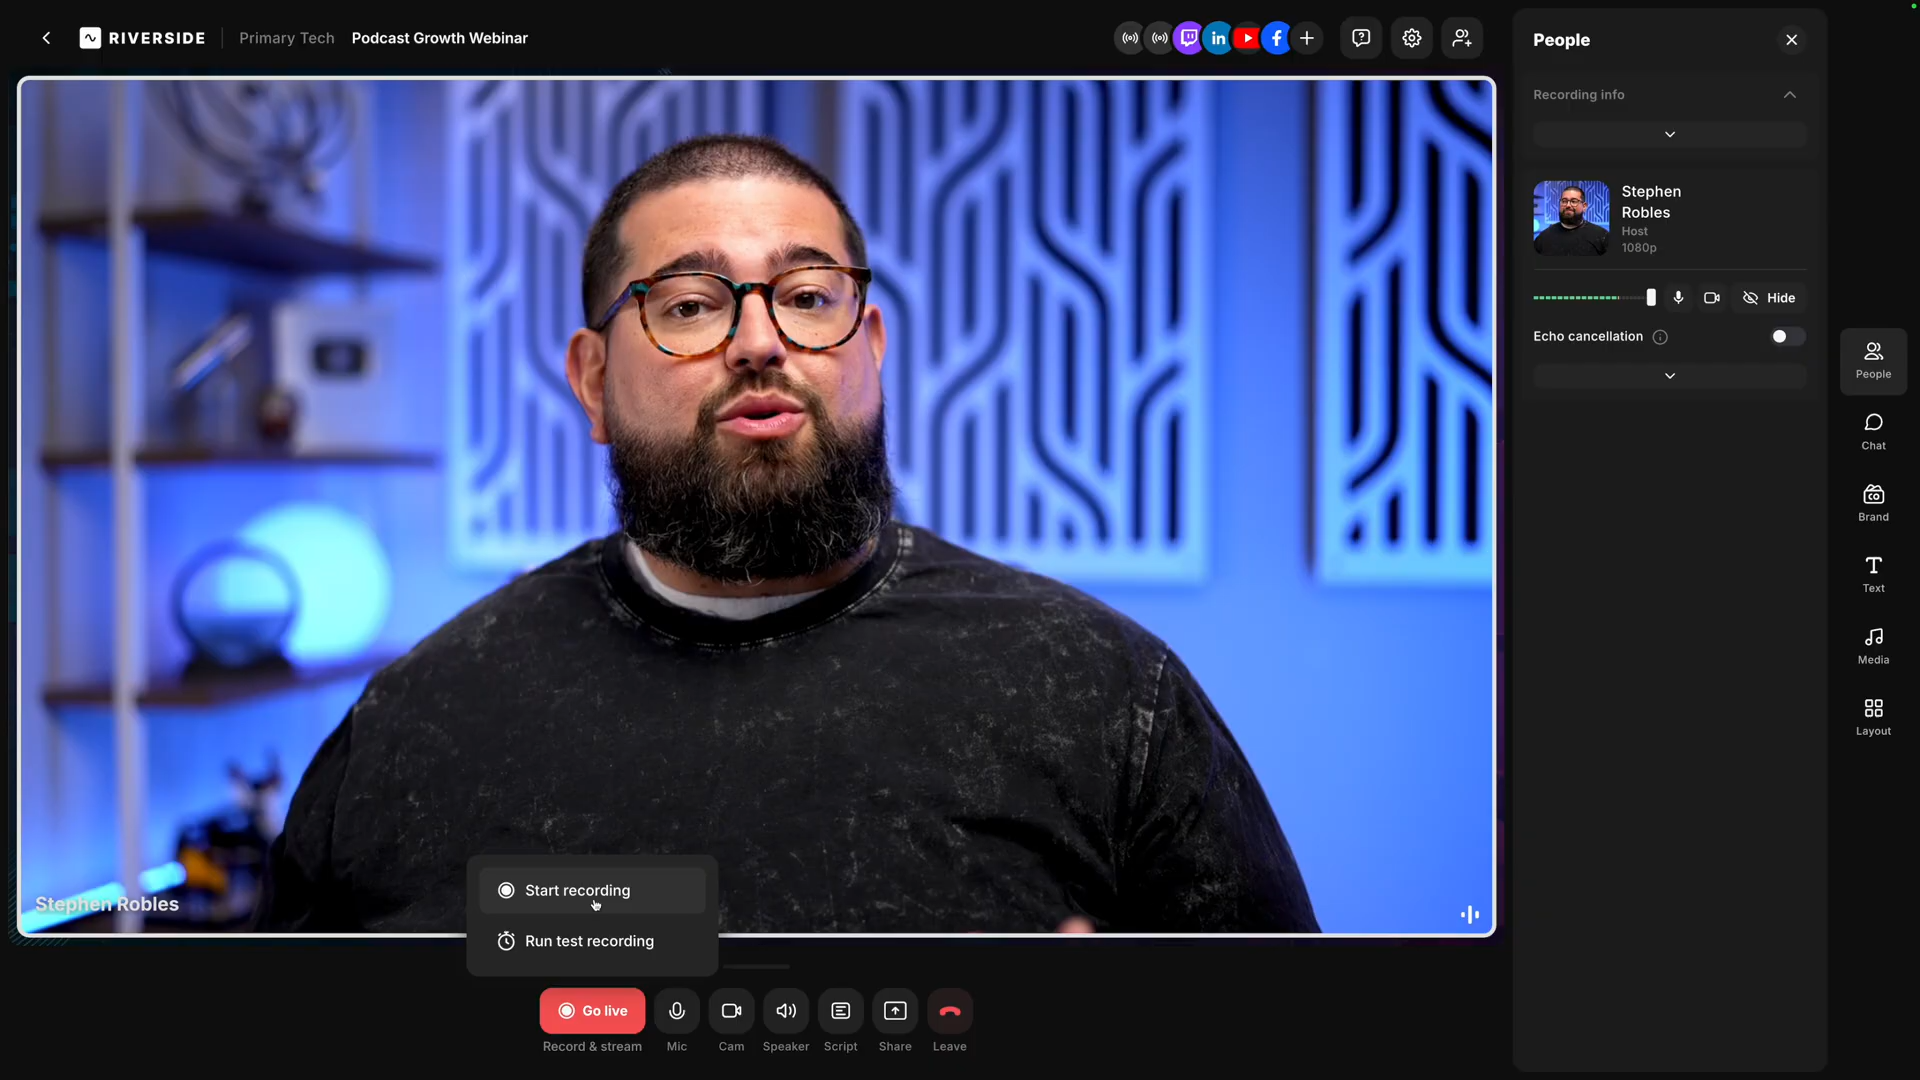 RIVERSIDE
Primary Tech
Podcast Growth Webinar
in
People
Recording info
Stephen
Robles
Host
1080p
Hide
Echo cancellation
People
Chat
Brand
Text
Media
Layout
Stephen Robles
Start recording
Run test recording
Go live
Record & stream
Mic
Cam
Speaker
Script
Share
Leave